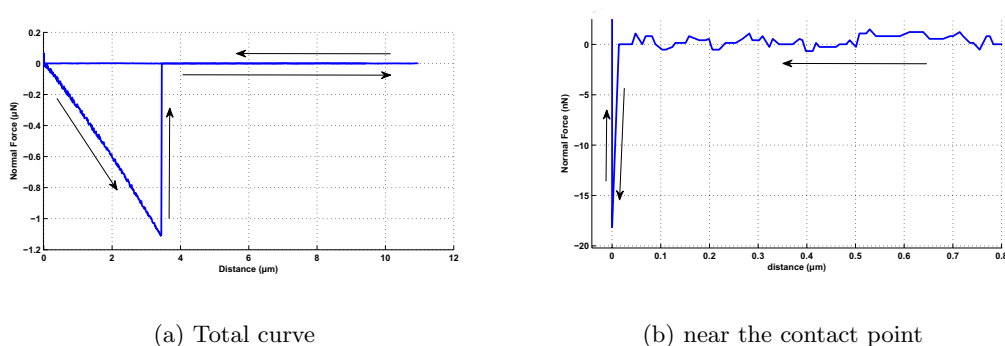 0.2
0
−0.2
−0.4
−0.6
−0.8
−1
−1.2
0 2 4 6 8 10 12
Normal Force (µN)
Distance (µm)
(a) Total curve
0
−5
−10
−15
−20
0 0.1 0.2 0.3 0.4 0.5 0.6 0.7 0.8
Normal Force (nN)
distance (µm)
(b) near the contact point